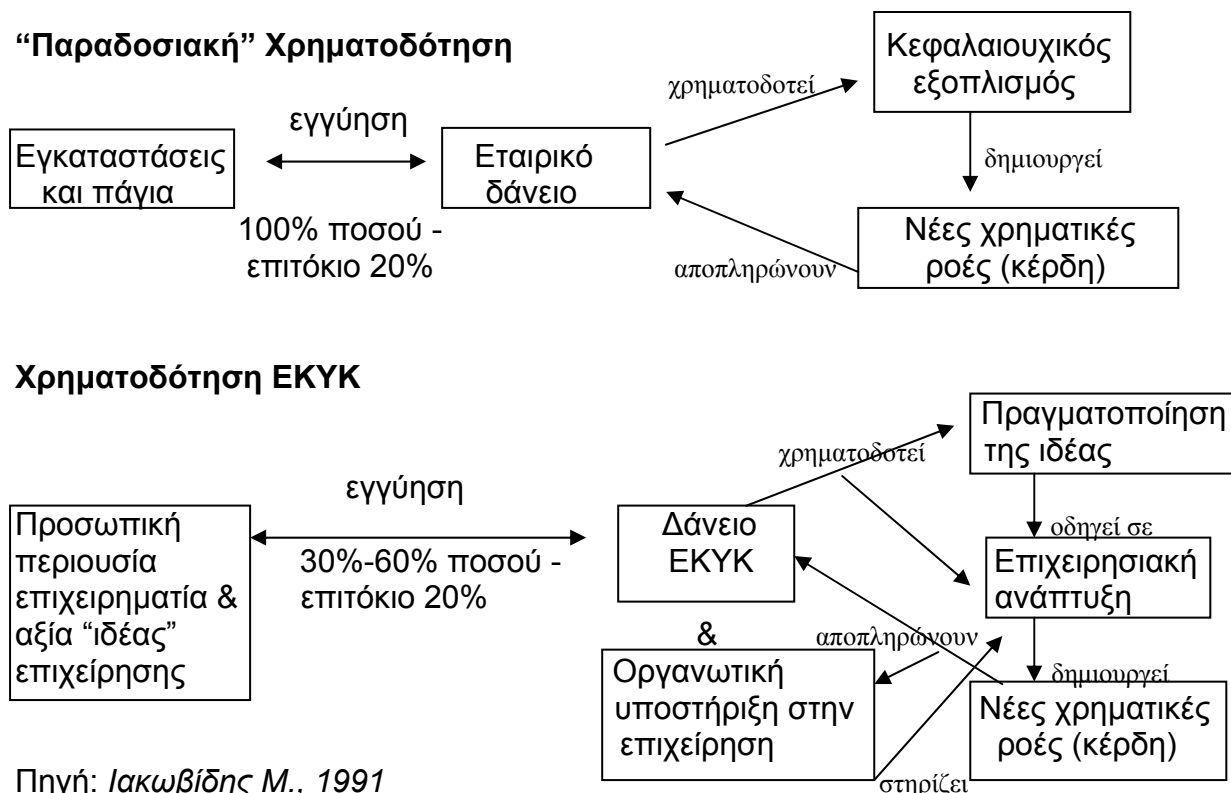 “Παραδοσιακή” Χρηματοδότηση
Κεφαλαιουχικός
εξοπλισμός
χρηματοδοτεί
εγγύηση
Εγκαταστάσεις
και πάγια
Εταιρικό
δάνειο
δημιουργεί
100% ποσού -
επιτόκιο 20%
αποπληρώνουν
Νέες χρηματικές
ροές (κέρδη)
Χρηματοδότηση ΕΚΥΚ
Πραγματοποίηση
της ιδέας
χρηματοδοτεί
εγγύηση
Προσωπική
περιουσία
επιχειρηματία &
αξία “ιδέας”
επιχείρησης
30%-60% ποσού -
επιτόκιο 20%
Δάνειο
ΕΚΥΚ
οδηγεί σε
Επιχειρησιακή
ανάπτυξη
&
αποπληρώνουν
Οργανωτική
υποστήριξη στην
επιχείρηση
δημιουργεί
Νέες χρηματικές
ροές (κέρδη)
στηρίζει
Πηγή: Ιακωβίδης Μ., 1991